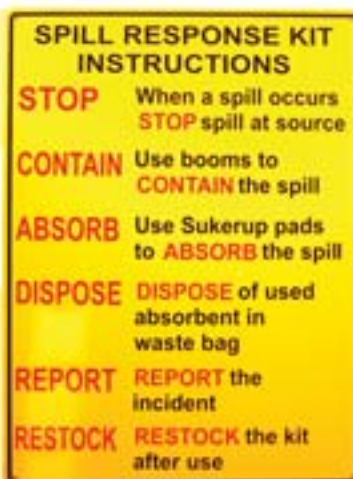 SPILL RESPONSE KIT
INSTRUCTIONS
STOP When a spill occurs
STOP spill at source
CONTAIN Use booms to
CONTAIN the spill
ABSORB Use Sukerup pads
to ABSORB the spill
DISPOSE DISPOSE of used
absorbent in
waste bag
REPORT REPORT the
incident
RESTOCK RESTOCK the kit
after use